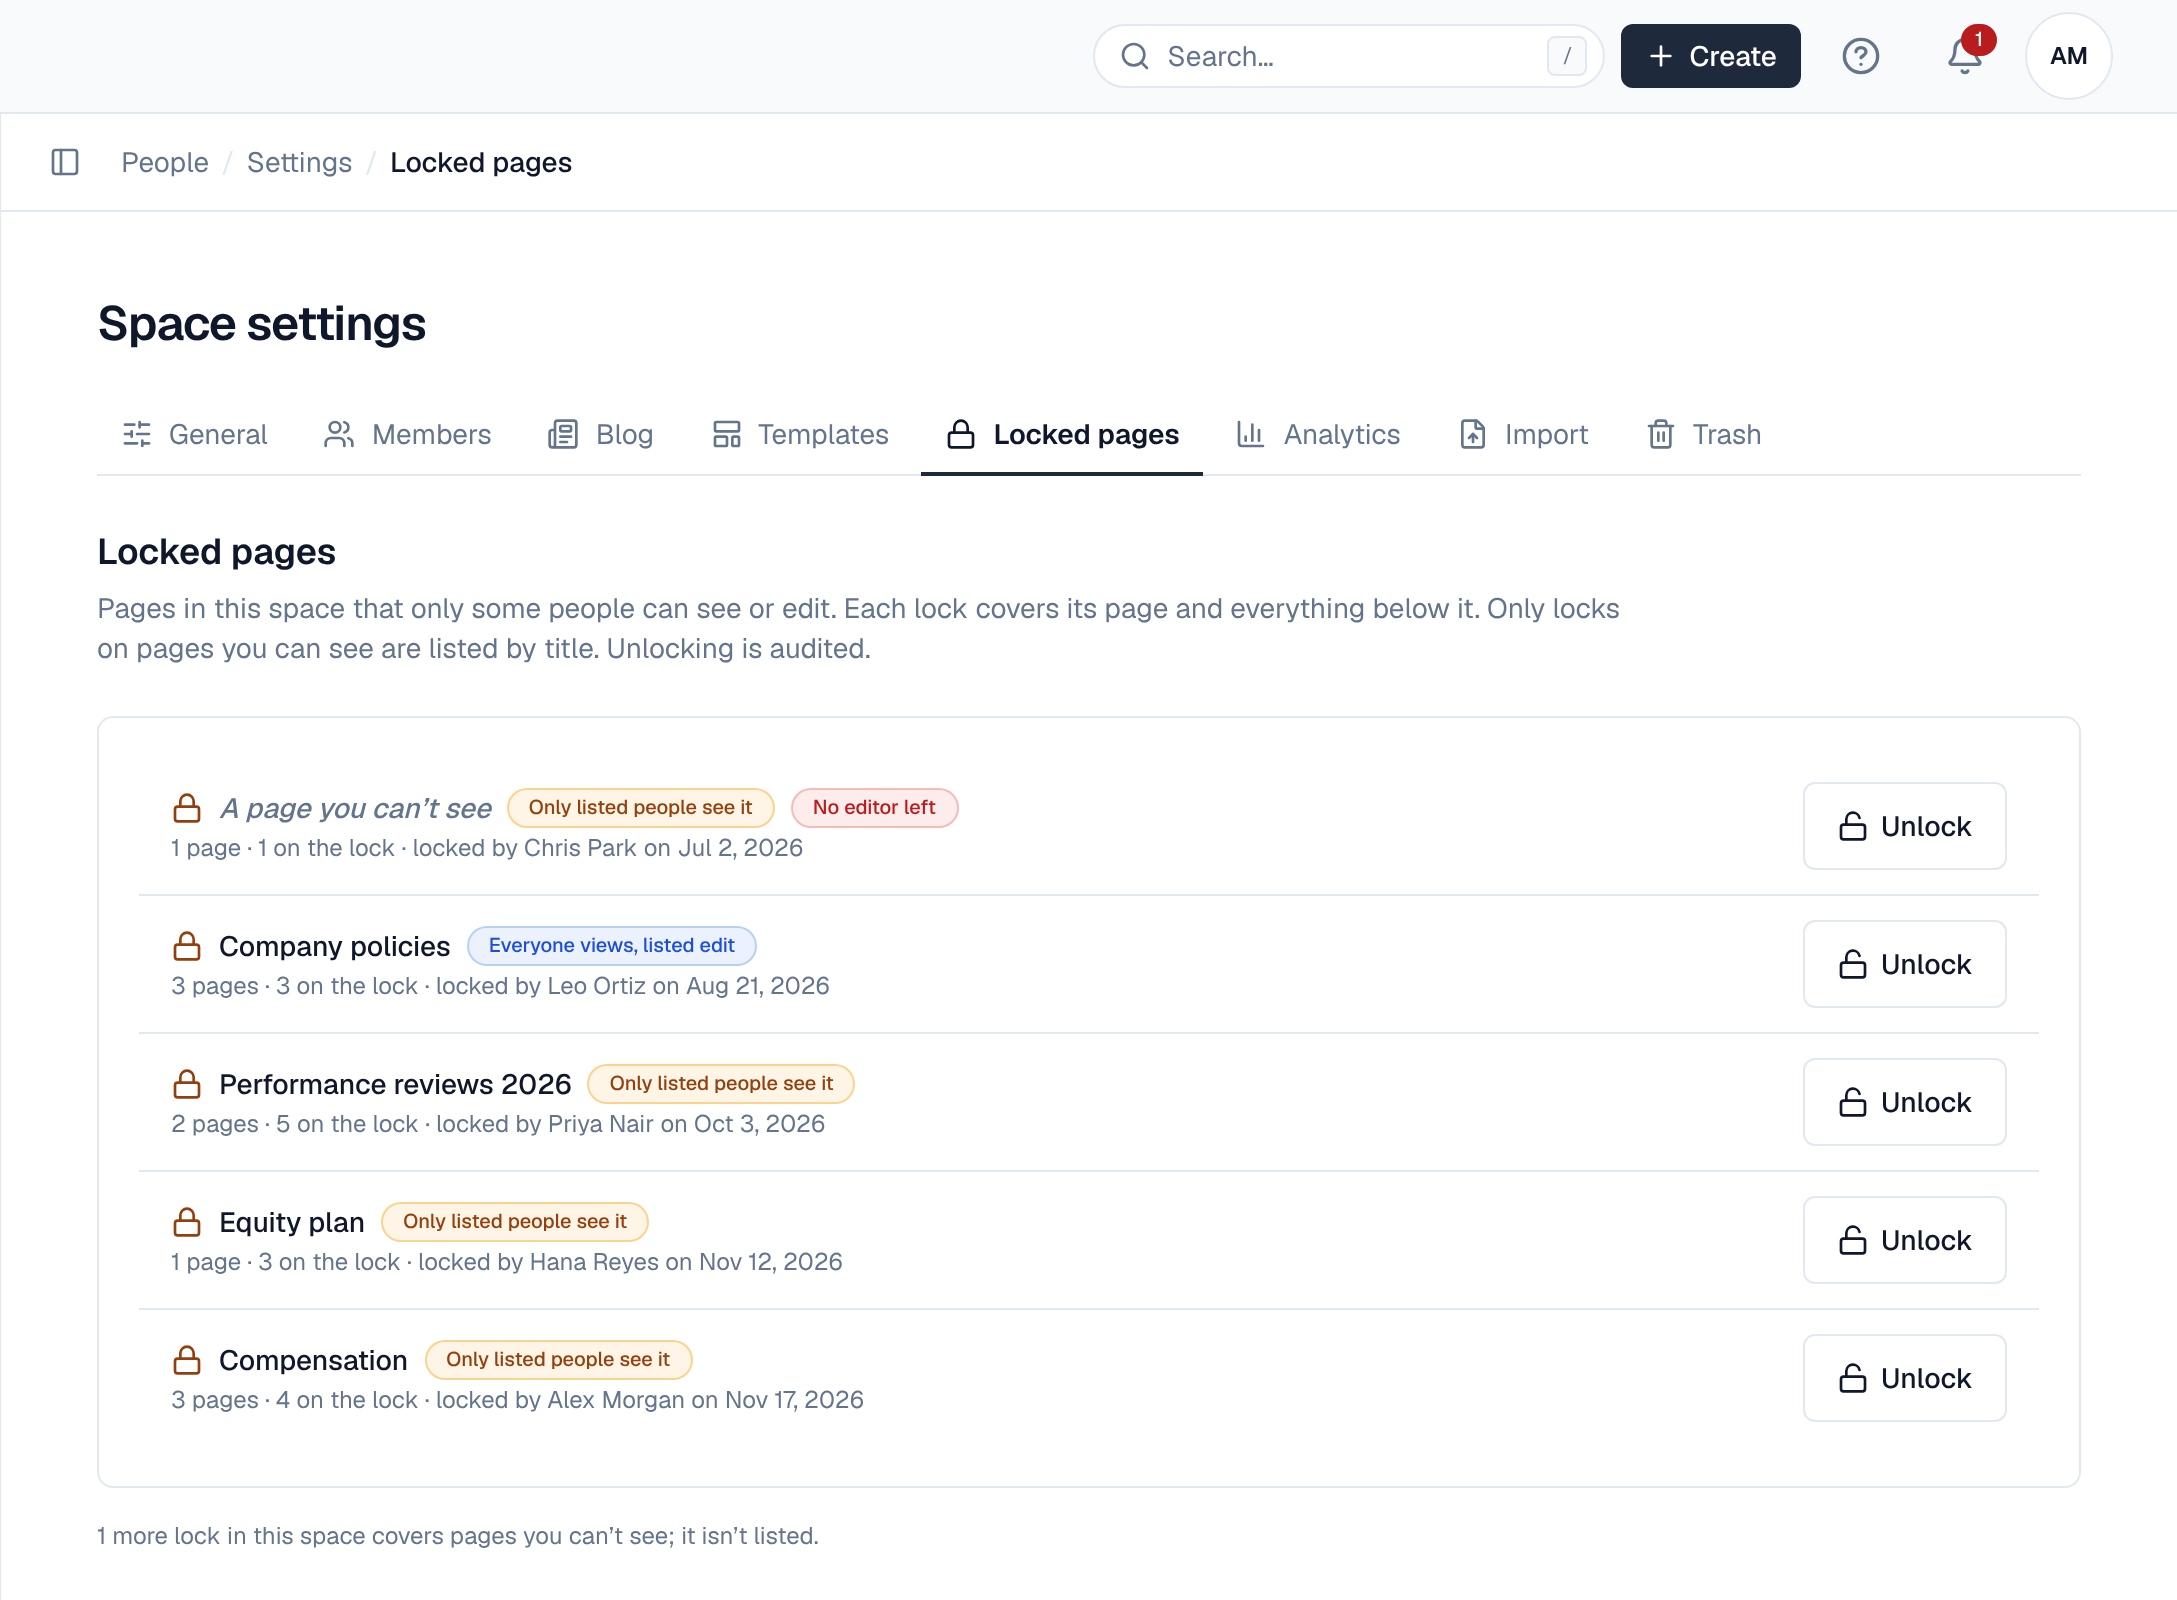 Search... /
Create
1
AM
People / Settings / Locked pages
Space settings
General Members Blog Templates Locked pages Analytics Import Trash
Locked pages
Pages in this space that only some people can see or edit. Each lock covers its page and everything below it. Only locks
on pages you can see are listed by title. Unlocking is audited.
A page you can’t see Only listed people see it No editor left
1 page · 1 on the lock · locked by Chris Park on Jul 2, 2026
Unlock
Company policies Everyone views, listed edit
3 pages · 3 on the lock · locked by Leo Ortiz on Aug 21, 2026
Unlock
Performance reviews 2026 Only listed people see it
2 pages · 5 on the lock · locked by Priya Nair on Oct 3, 2026
Unlock
Equity plan Only listed people see it
1 page · 3 on the lock · locked by Hana Reyes on Nov 12, 2026
Unlock
Compensation Only listed people see it
3 pages · 4 on the lock · locked by Alex Morgan on Nov 17, 2026
Unlock
1 more lock in this space covers pages you can’t see; it isn’t listed.